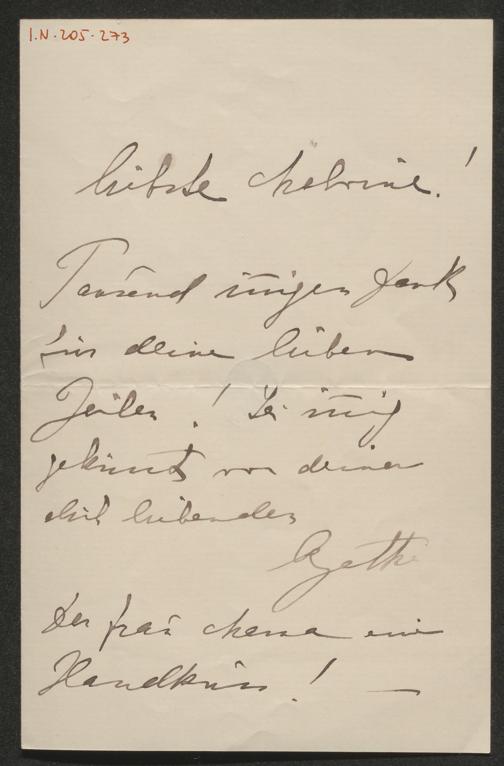 I.N. 205.273
liebste Melanie!
Tausend innigen Dank
für deine lieben
Zeilen! Sei innig
geküsst von deiner
dich liebenden
Der Frau Mama ein
Handkuss! —